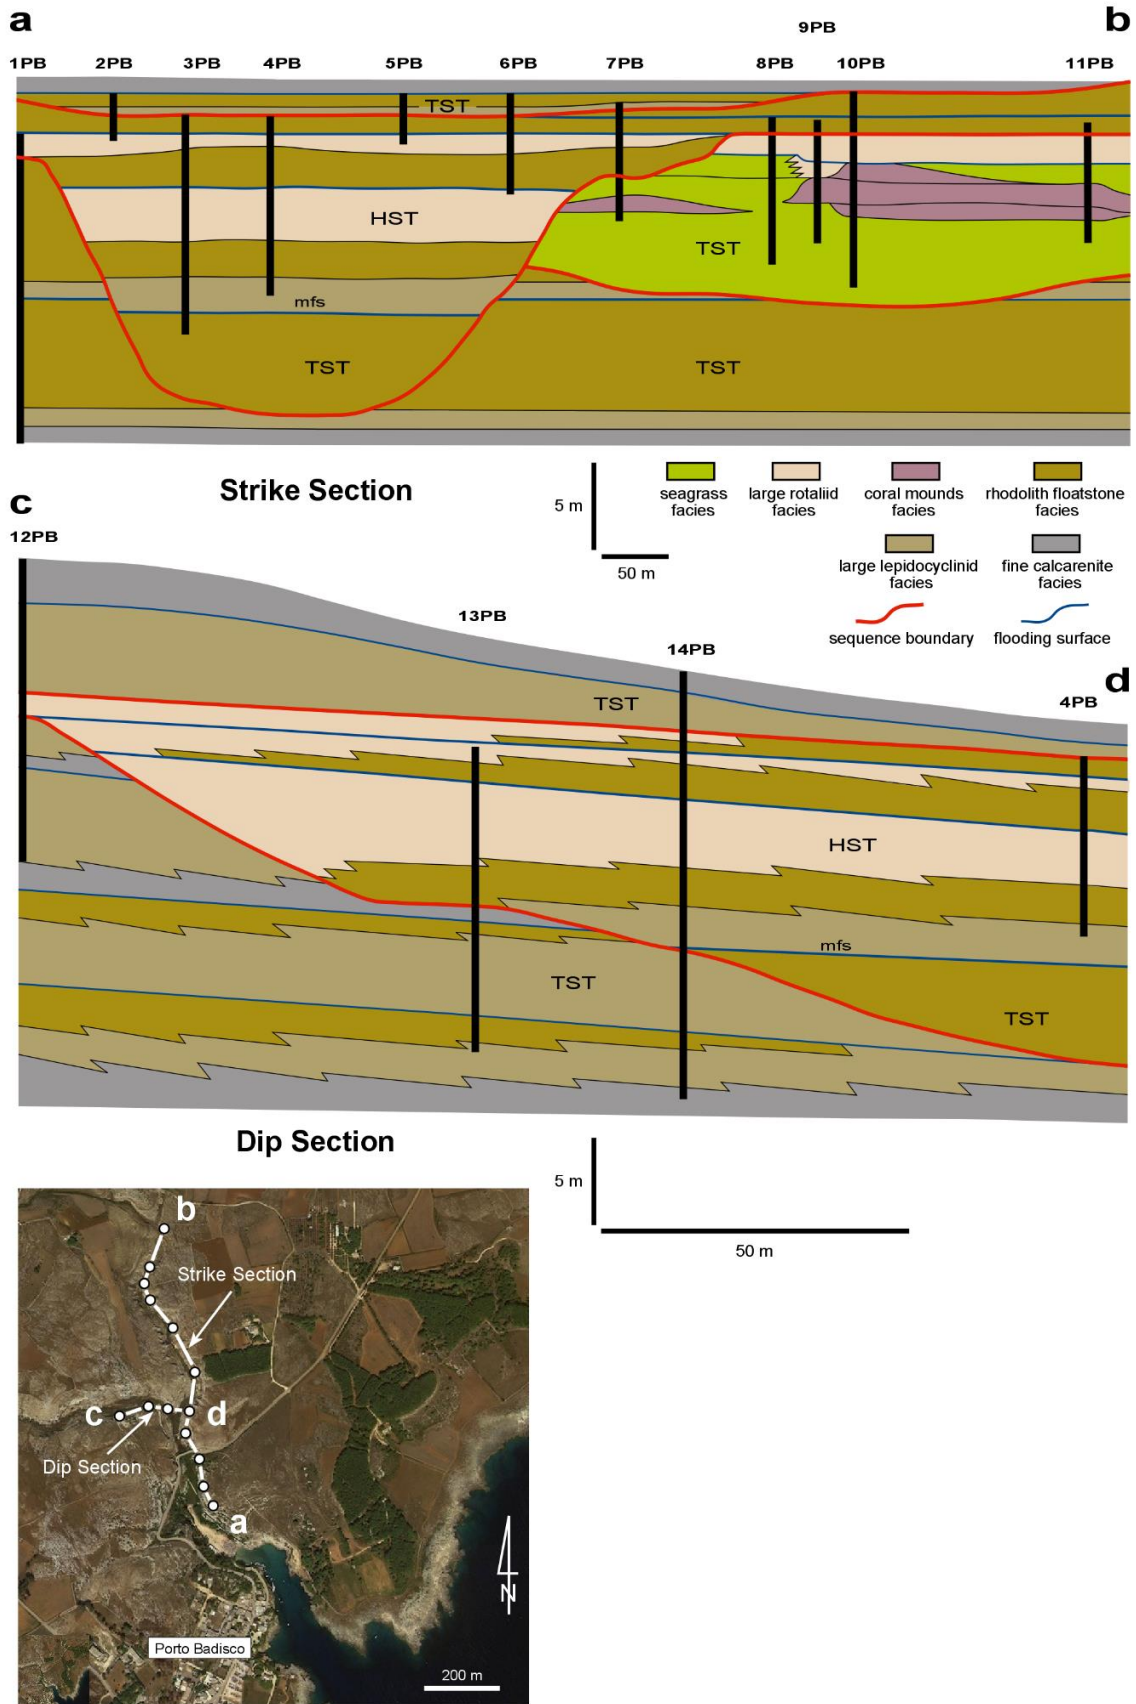 a
b
9PB
1PB 2PB 3PB 4PB 5PB 6PB 7PB 8PB 10PB 11PB
TST
HST
TST
mfs
TST
TST
Strike Section
5 m
50 m
seagrass
facies
large rotaliid
facies
coral mounds
facies
rhodolith floatstone
facies
large lepidocyclinid
facies
fine calcarenite
facies
sequence boundary
flooding surface
c
12PB
13PB
14PB
d
4PB
TST
HST
mfs
TST
TST
Dip Section
5 m
50 m
b
Strike Section
c
d
Dip Section
a
N
Porto Badisco
200 m